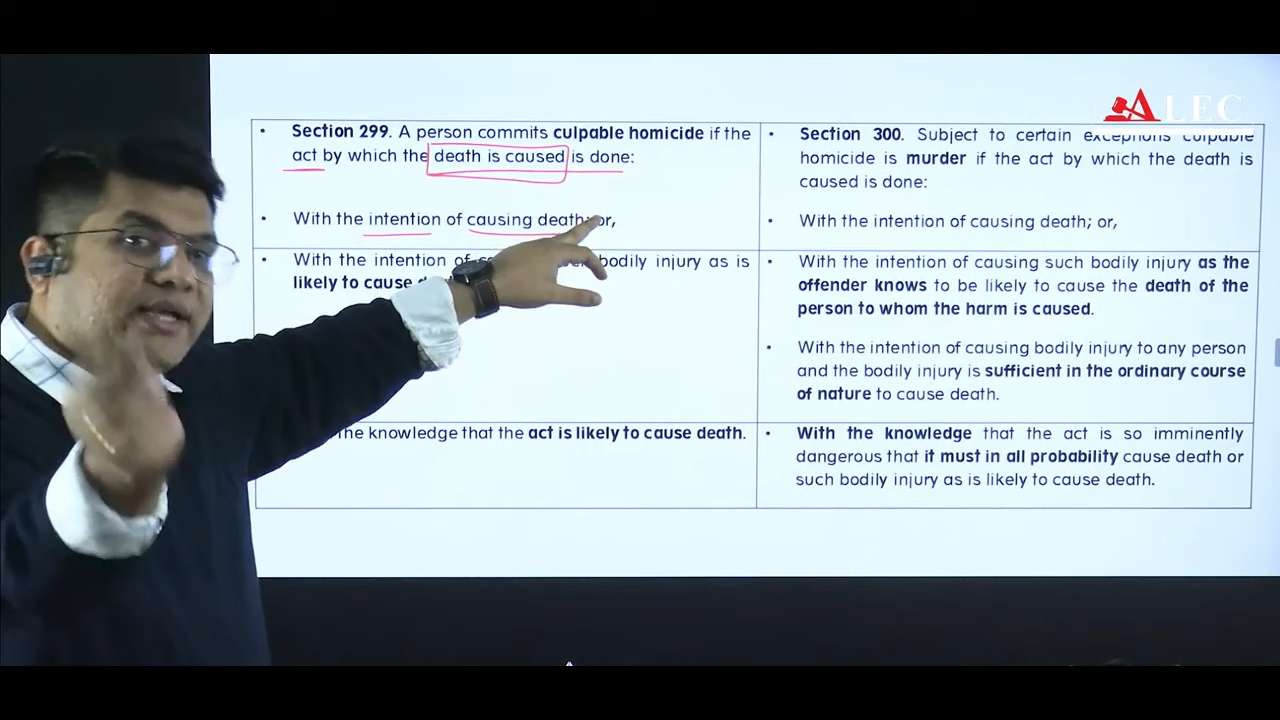 ALEC
• Section 299. A person commits culpable homicide if the
act by which the death is caused is done:
• With the intention of causing death; or,
• With the intention of bodily injury as is
likely to cause
the knowledge that the act is likely to cause death.
• Section 300. Subject to certain exceptions culpable
homicide is murder if the act by which the death is
caused is done:
• With the intention of causing death; or,
• With the intention of causing such bodily injury as the
offender knows to be likely to cause the death of the
person to whom the harm is caused.
• With the intention of causing bodily injury to any person
and the bodily injury is sufficient in the ordinary course
of nature to cause death.
• With the knowledge that the act is so imminently
dangerous that it must in all probability cause death or
such bodily injury as is likely to cause death.